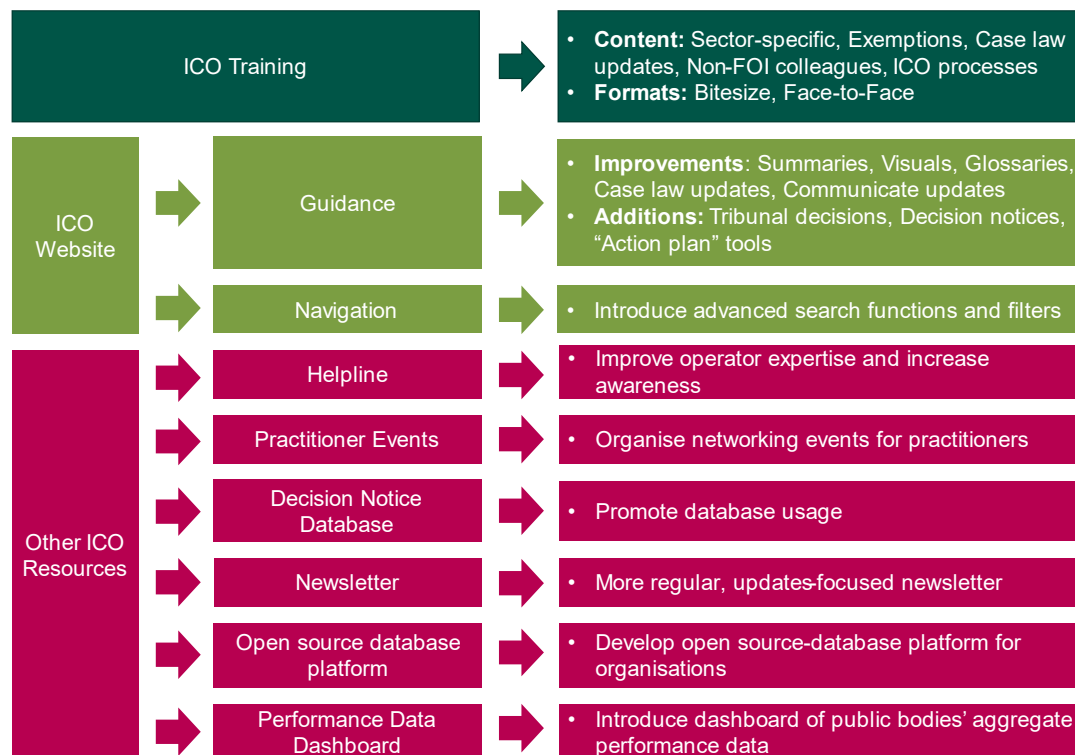 ICO Training
• Content: Sector-specific, Exemptions, Case law
updates, Non-FOI colleagues, ICO processes
• Formats: Bitesize, Face-to-Face
ICO
Website
Guidance
• Improvements: Summaries, Visuals, Glossaries,
Case law updates, Communicate updates
• Additions: Tribunal decisions, Decision notices,
“Action plan” tools
Navigation
• Introduce advanced search functions and filters
Other ICO
Resources
Helpline
• Improve operator expertise and increase
awareness
Practitioner Events
• Organise networking events for practitioners
Decision Notice
Database
• Promote database usage
Newsletter
• More regular, updates-focused newsletter
Open source database
platform
• Develop open source-database platform for
organisations
Performance Data
Dashboard
• Introduce dashboard of public bodies’ aggregate
performance data